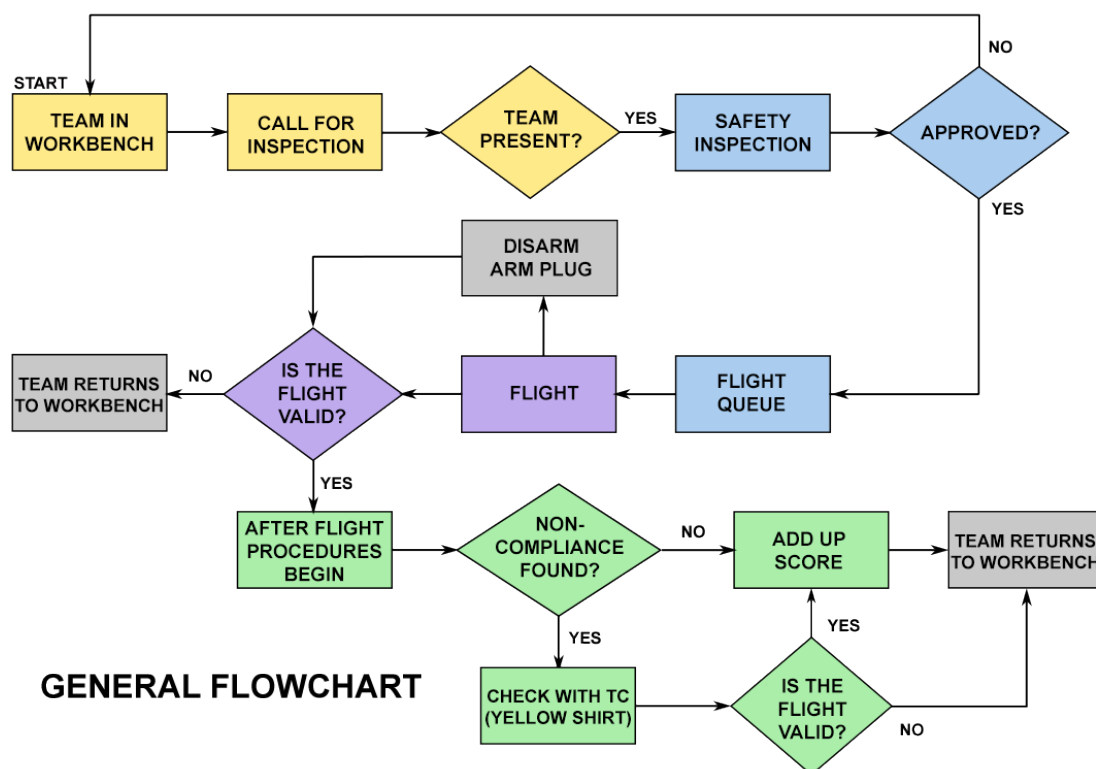 NO
START
TEAM IN
WORKBENCH
CALL FOR
INSPECTION
TEAM
PRESENT?
YES
SAFETY
INSPECTION
APPROVED?
YES
DISARM
ARM PLUG
TEAM RETURNS
TO WORKBENCH
NO
IS THE
FLIGHT
VALID?
FLIGHT
FLIGHT
QUEUE
YES
AFTER FLIGHT
PROCEDURES
BEGIN
NON-
COMPLIANCE
FOUND?
NO
ADD UP
SCORE
TEAM RETURNS
TO WORKBENCH
YES
YES
GENERAL FLOWCHART
CHECK WITH TC
(YELLOW SHIRT)
IS THE
FLIGHT
VALID?
NO